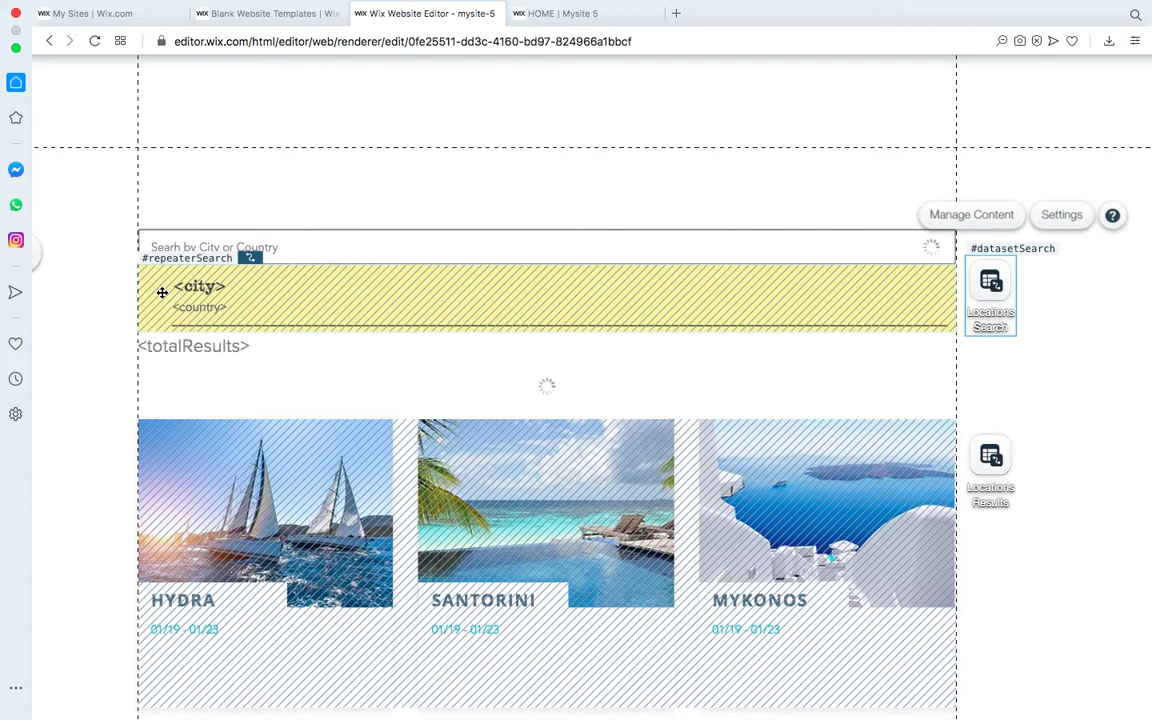 WIX My Sites | Wix.com
WIX Blank Website Templates | Wi
WIX Wix Website Editor - mysite-5
WIX HOME | Mysite 5
editor.wix.com/html/editor/web/renderer/edit/0fe25511-dd3c-4160-bd97-824966a1bbcf
Manage Content
Settings
?
Searh by City or Country
#datasetSearch
#repeaterSearch
<city>
<country>
Locations
Search
<totalResults>
Locations
Results
HYDRA
SANTORINI
MYKONOS
01/19 - 01/23
01/19 - 01/23
01/19 - 01/23